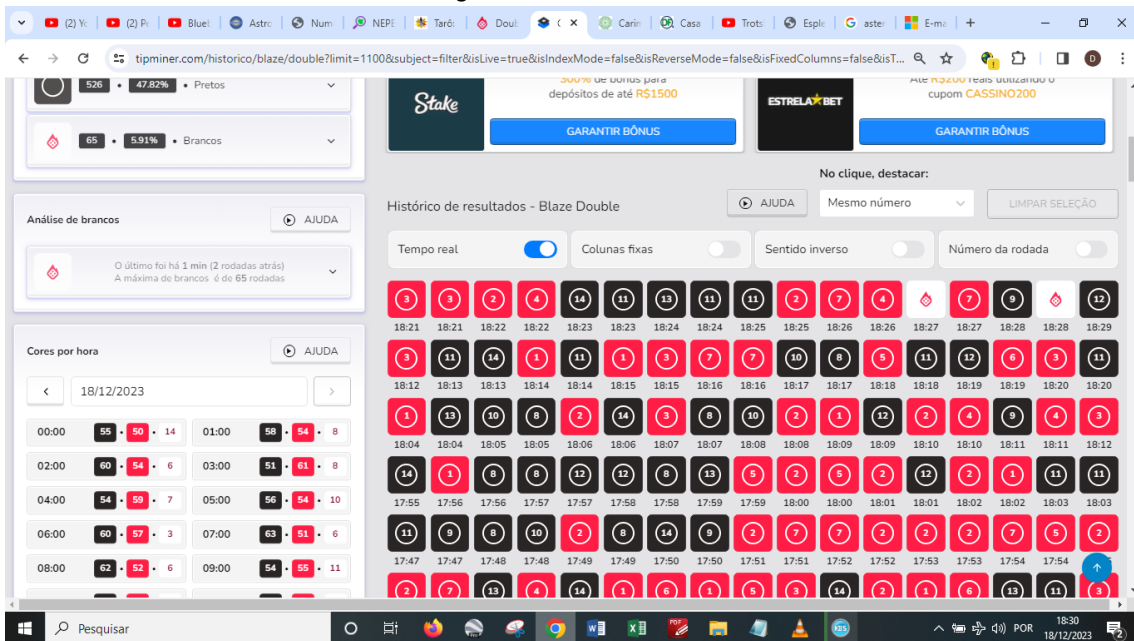 (2) Yc
(2) Pc
Bluel
Astro
Num
NEPE
Tarô:
Doul
Carin
Casa
Trots
Esple
aster
E-ma
tipminer.com/historico/blaze/double?limit=1100&subject=filter&isLive=true&isIndexMode=false&isReverseMode=false&isFixedColumns=false&isT...
526 • 47.82% • Pretos
65 • 5.91% • Brancos
Stake
300% de bônus para
depósitos de até R$1500
GARANTIR BÔNUS
ESTRELA BET
Até R$200 reais utilizando o
cupom CASSINO200
GARANTIR BÔNUS
Análise de brancos
AJUDA
O último foi há 1 min (2 rodadas atrás)
A máxima de brancos é de 65 rodadas
Cores por hora
AJUDA
18/12/2023
00:00 55 • 50 • 14 01:00 58 • 54 • 8
02:00 60 • 54 • 6 03:00 51 • 61 • 8
04:00 54 • 59 • 7 05:00 56 • 54 • 10
06:00 60 • 57 • 3 07:00 63 • 51 • 6
08:00 62 • 52 • 6 09:00 54 • 55 • 11
No clique, destacar:
Histórico de resultados - Blaze Double
AJUDA
Mesmo número
LIMPAR SELEÇÃO
Tempo real
Colunas fixas
Sentido inverso
Número da rodada
3 3 2 4 14 11 13 11 11 2 7 4 7 9 12
18:21 18:21 18:22 18:22 18:23 18:23 18:24 18:24 18:25 18:25 18:26 18:26 18:27 18:27 18:28 18:28 18:29
3 11 14 1 11 1 3 7 7 10 8 5 11 12 6 3 11
18:12 18:13 18:13 18:14 18:14 18:15 18:15 18:16 18:16 18:17 18:17 18:18 18:18 18:19 18:19 18:20 18:20
1 13 10 8 2 14 3 8 10 2 1 12 2 4 9 4 3
18:04 18:04 18:05 18:05 18:06 18:06 18:07 18:07 18:08 18:08 18:09 18:09 18:10 18:10 18:11 18:11 18:12
14 1 8 8 12 12 8 13 5 2 5 2 12 2 1 11 11
17:55 17:56 17:56 17:57 17:57 17:58 17:58 17:59 17:59 18:00 18:00 18:01 18:01 18:02 18:02 18:03 18:03
11 9 8 10 2 8 14 9 2 7 7 2 2 2 7 5 2
17:47 17:47 17:48 17:48 17:49 17:49 17:50 17:50 17:51 17:51 17:52 17:52 17:53 17:53 17:54 17:54
2 7 13 4 14 1 6 1 5 3 14 2 1 6 13 11 3
Pesquisar
POR
18:30
18/12/2023
2